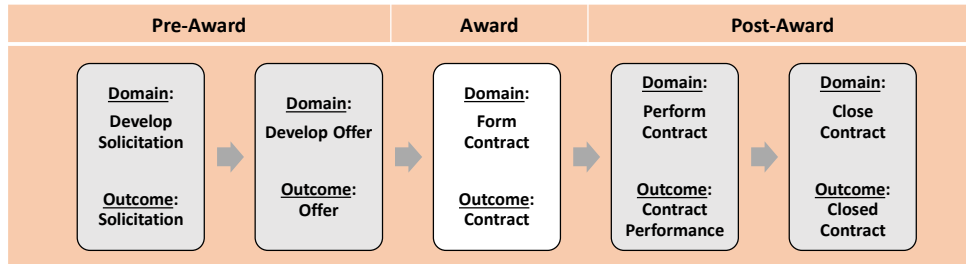 Pre-Award
Award
Post-Award
Domain:
Develop
Solicitation
Outcome:
Solicitation
Domain:
Develop Offer
Outcome:
Offer
Domain:
Form
Contract
Outcome:
Contract
Domain:
Perform
Contract
Outcome:
Contract
Performance
Domain:
Close
Contract
Outcome:
Closed
Contract